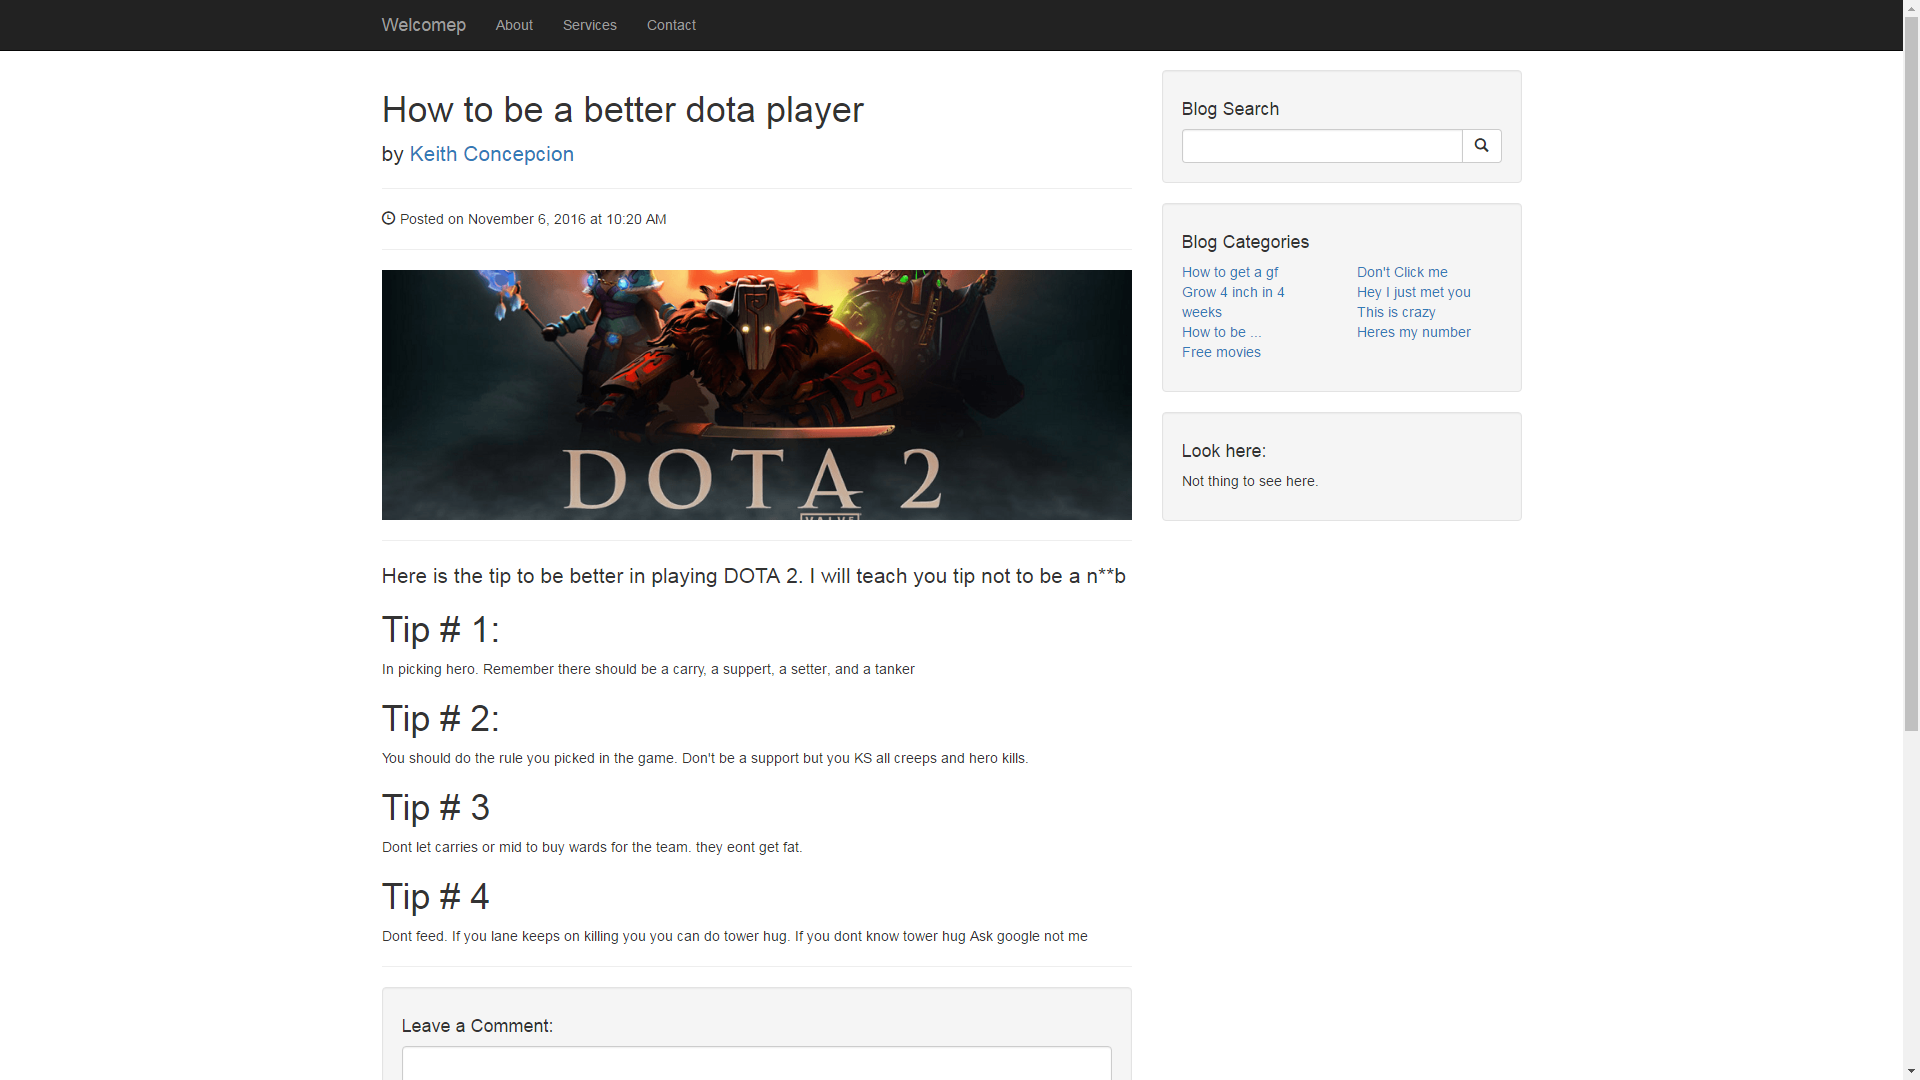 Welcomep About Services Contact
How to be a better dota player
by Keith Concepcion
Posted on November 6, 2016 at 10:20 AM
DOTA 2
VALVE
Here is the tip to be better in playing DOTA 2. I will teach you tip not to be a n**b
Tip # 1:
In picking hero. Remember there should be a carry, a suppert, a setter, and a tanker
Tip # 2:
You should do the rule you picked in the game. Don't be a support but you KS all creeps and hero kills.
Tip # 3
Dont let carries or mid to buy wards for the team. they eont get fat.
Tip # 4
Dont feed. If you lane keeps on killing you you can do tower hug. If you dont know tower hug Ask google not me
Leave a Comment:
Blog Search
Blog Categories
How to get a gf
Grow 4 inch in 4
weeks
How to be ...
Free movies
Don't Click me
Hey I just met you
This is crazy
Heres my number
Look here:
Not thing to see here.